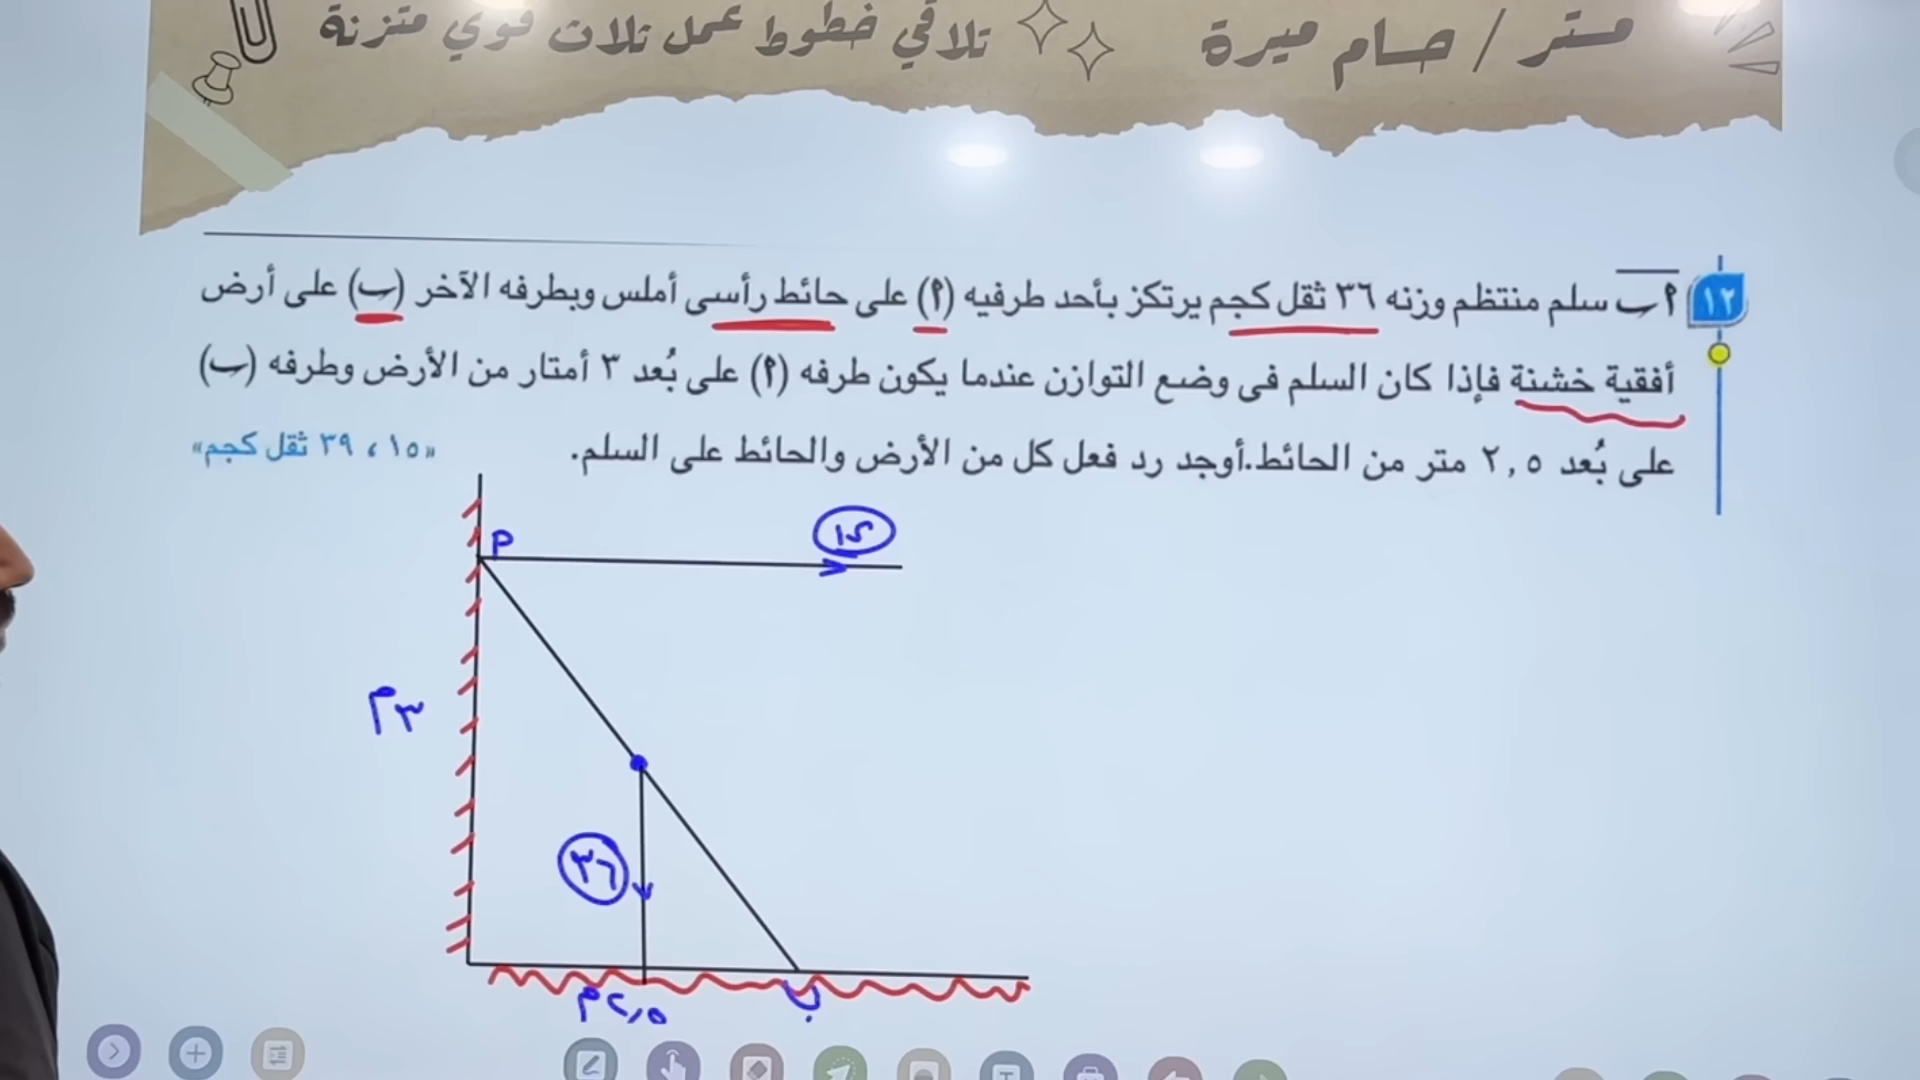 مستر / حسام ميرة
تلاقي خطوط عمل ثلاث قوي متزنة
١٢
أب سلم منتظم وزنه ٣٦ ثقل كجم يرتكز بأحد طرفيه (أ) على حائط رأسى أملس وبطرفه الآخر (ب) على أرض
أفقية خشنة فإذا كان السلم فى وضع التوازن عندما يكون طرفه (أ) على بُعد ٣ أمتار من الأرض وطرفه (ب)
على بُعد ٢,٥ متر من الحائط.أوجد رد فعل كل من الأرض والحائط على السلم.
«١٥ ، ٣٩ ثقل كجم»
أ
٣م
٣٦
٢,٥م
ب